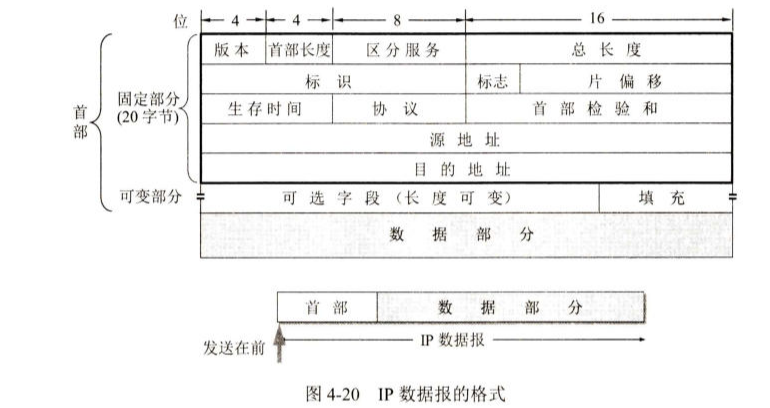 位 4 4 8 16
版本 首部长度 区分服务 总长度
标识 标志 片偏移
首部 固定部分 (20 字节) 生存时间 协议 首部检验和
源地址
目的地址
可变部分 可选字段（长度可变） 填充
数据部分
首部 数据部分
发送在前 IP 数据报
图 4-20 IP 数据报的格式